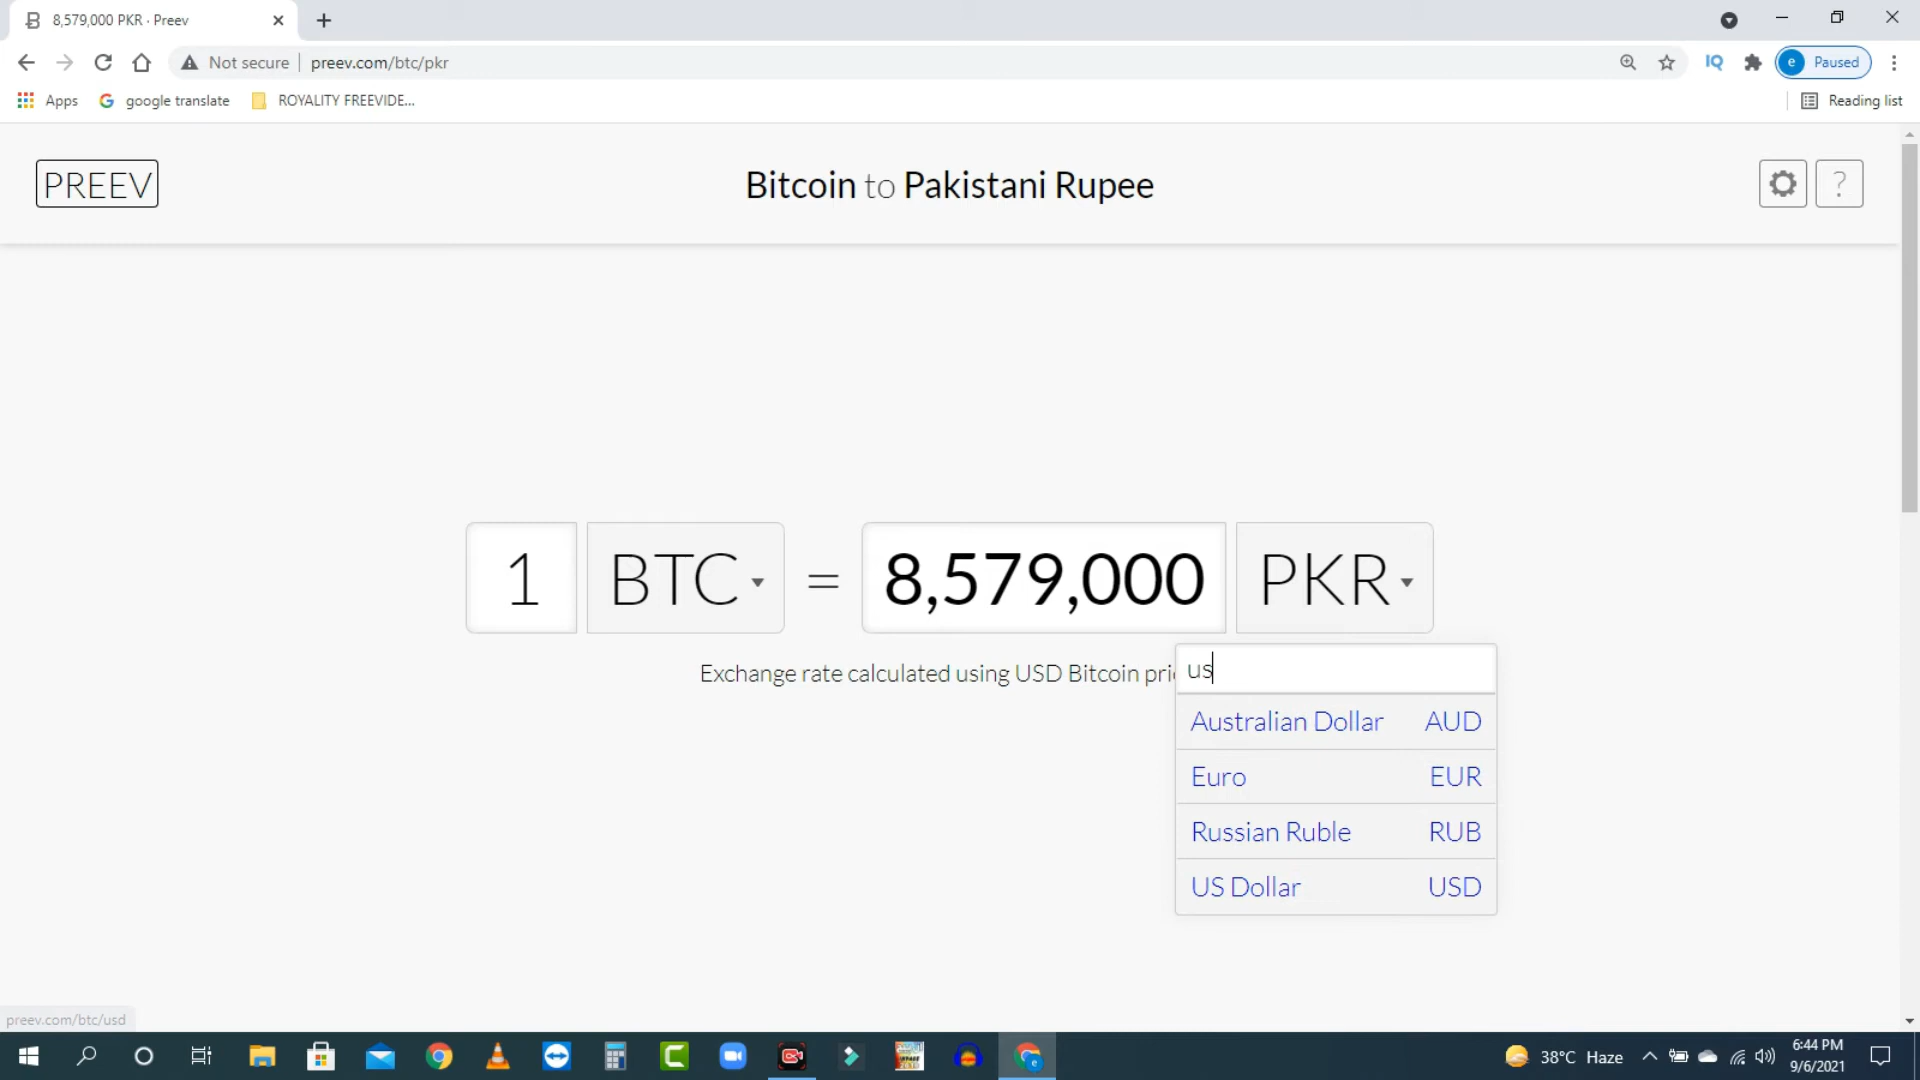 8,579,000 PKR · Preev
Not secure
preev.com/btc/pkr
IQ
e
Paused
Apps
google translate
ROYALITY FREEVIDE...
Reading list
PREEV
Bitcoin to Pakistani Rupee
?
1 BTC = 8,579,000 PKR
Exchange rate calculated using USD Bitcoin pri
us
Australian Dollar AUD
Euro EUR
Russian Ruble RUB
US Dollar USD
preev.com/btc/usd
38°C Haze
6:44 PM
9/6/2021